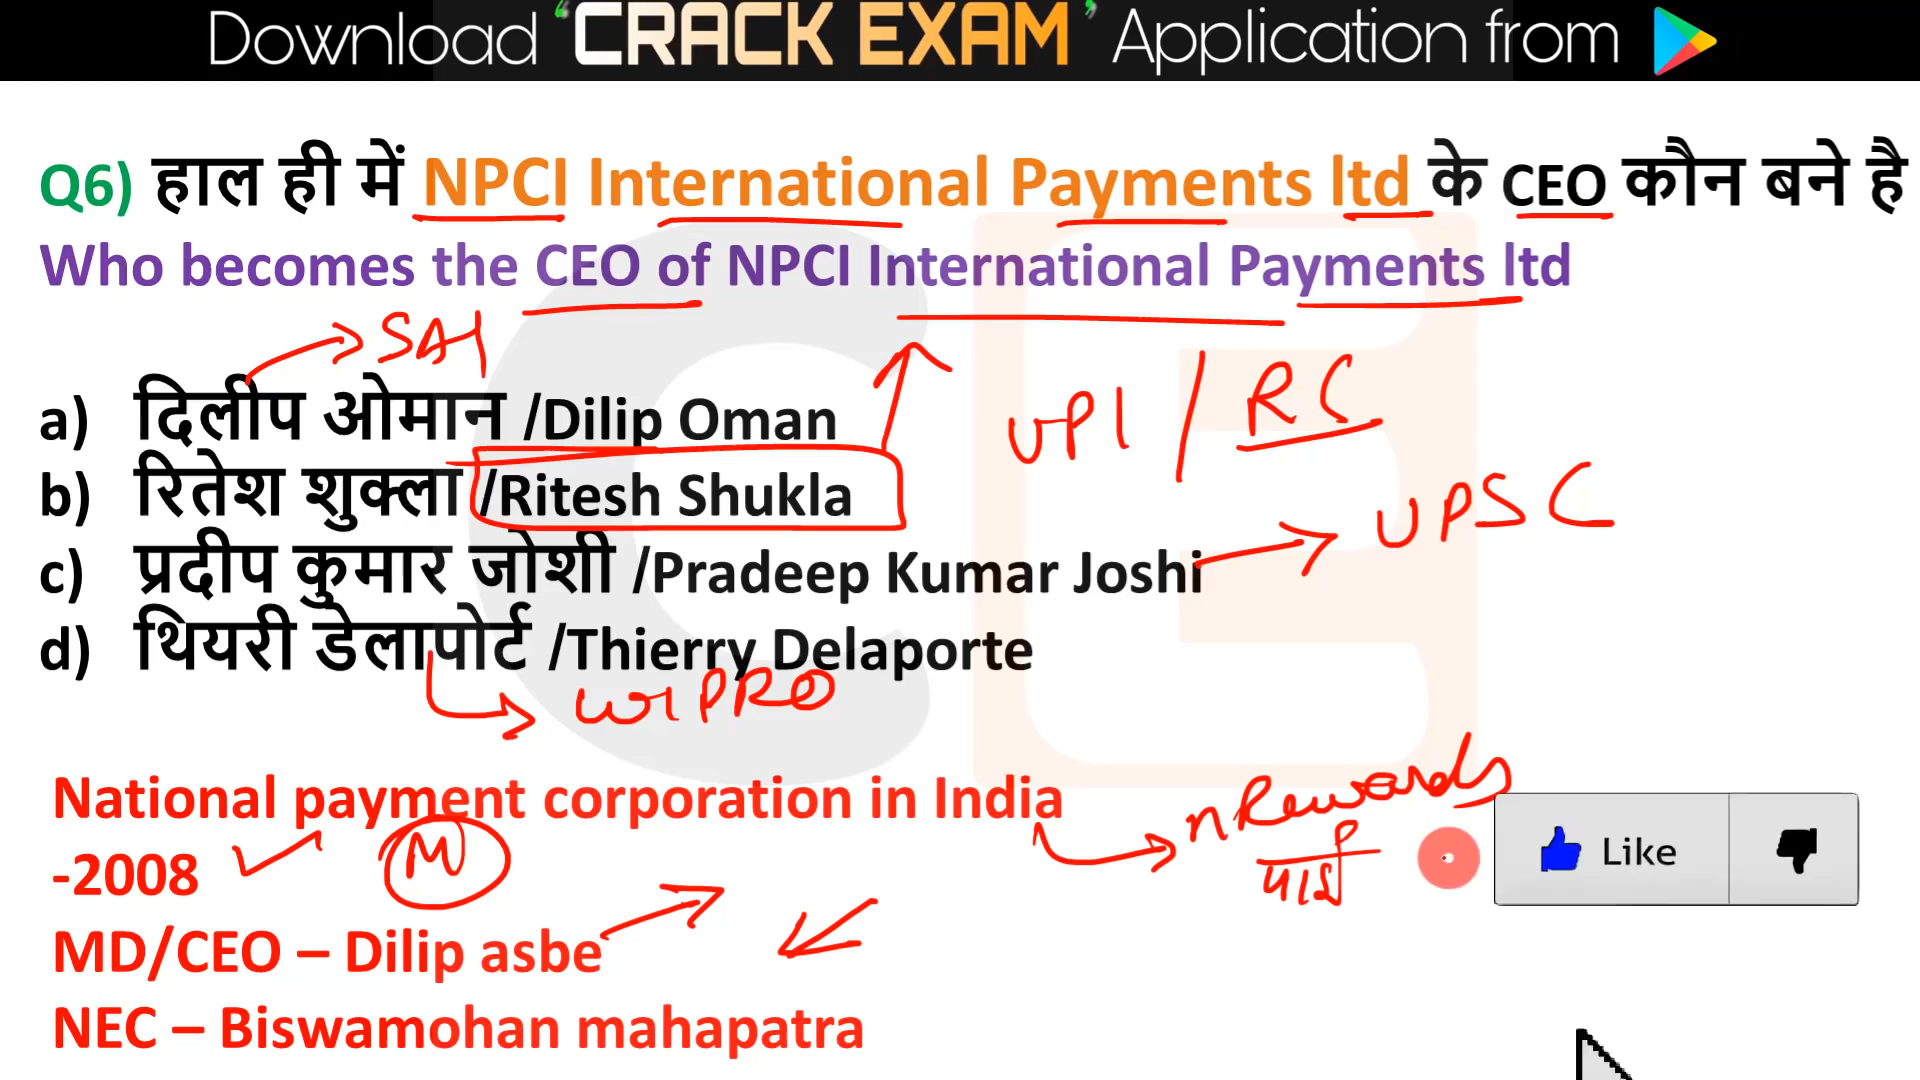 Download ‘CRACK EXAM’ Application from
Q6) हाल ही में NPCI International Payments ltd के CEO कौन बने है
Who becomes the CEO of NPCI International Payments ltd
SAI
a) दिलीप ओमान /Dilip Oman
UPI / RC
b) रितेश शुक्ला /Ritesh Shukla
UPSC
c) प्रदीप कुमार जोशी /Pradeep Kumar Joshi
d) थियरी डेलापोर्ट /Thierry Delaporte
WIPRO
National payment corporation in India
nRewards
-2008
M
Like
MD/CEO – Dilip asbe
NEC – Biswamohan mahapatra